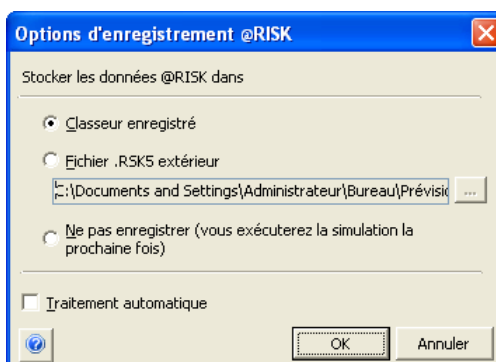 Options d'enregistrement @RISK
Stocker les données @RISK dans
Classeur enregistré
Fichier .RSK5 extérieur
:\Documents and Settings\Administrateur\Bureau\Prévisio
...
Ne pas enregistrer (vous exécuterez la simulation la
prochaine fois)
Traitement automatique
OK
Annuler